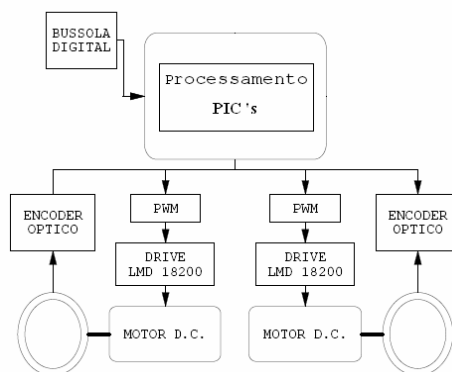 BUSSOLA
DIGITAL
Processamento
PIC's
ENCODER
OPTICO
PWM
PWM
ENCODER
OPTICO
DRIVE
LMD 18200
DRIVE
LMD 18200
MOTOR D.C.
MOTOR D.C.